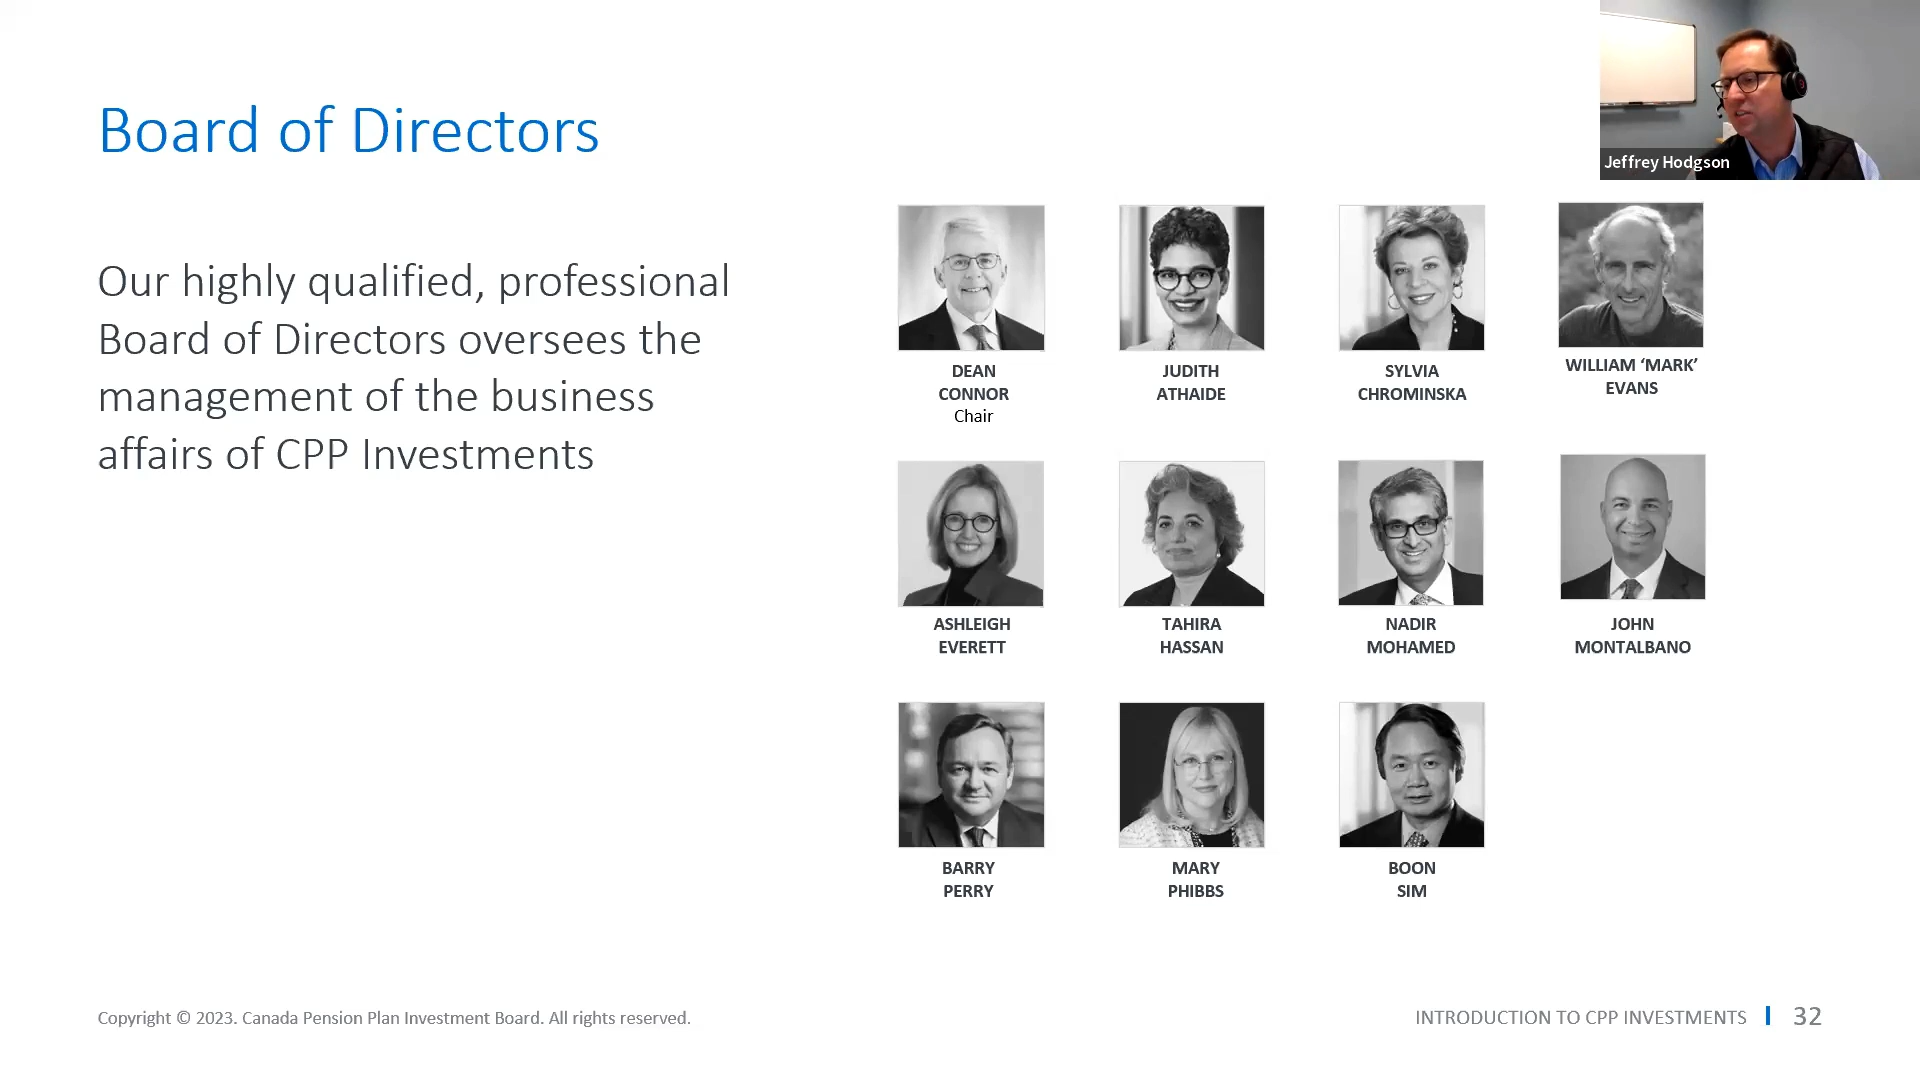 Board of Directors
Jeffrey Hodgson
Our highly qualified, professional
Board of Directors oversees the
management of the business
affairs of CPP Investments
DEAN
CONNOR
Chair
JUDITH
ATHAIDE
SYLVIA
CHROMINSKA
WILLIAM ‘MARK’
EVANS
ASHLEIGH
EVERETT
TAHIRA
HASSAN
NADIR
MOHAMED
JOHN
MONTALBANO
BARRY
PERRY
MARY
PHIBBS
BOON
SIM
Copyright © 2023. Canada Pension Plan Investment Board. All rights reserved.
INTRODUCTION TO CPP INVESTMENTS
32